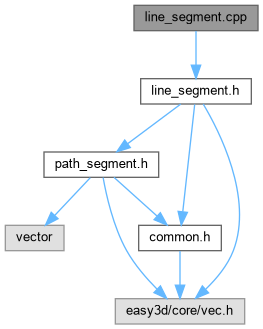 line_segment.cpp
line_segment.h
path_segment.h
vector
common.h
easy3d/core/vec.h